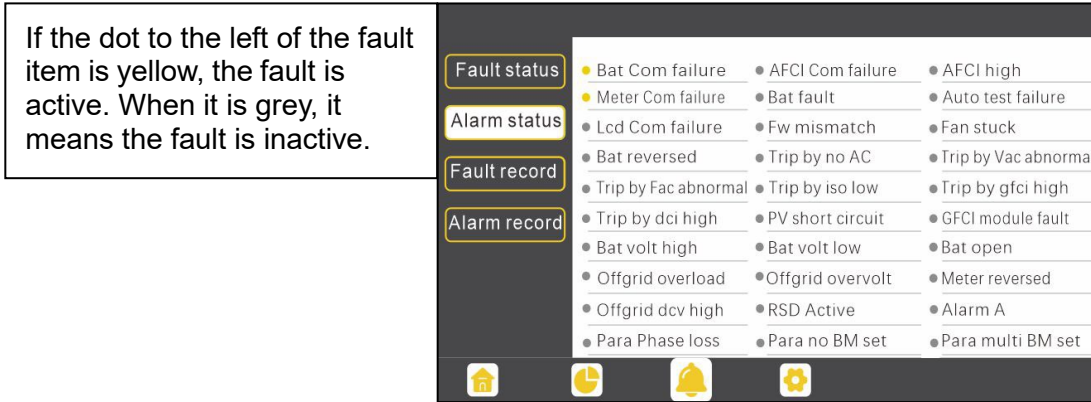 If the dot to the left of the fault
item is yellow, the fault is
active. When it is grey, it
means the fault is inactive.
Fault status
Alarm status
Fault record
Alarm record
Bat Com failure AFCI Com failure AFCI high
Meter Com failure Bat fault Auto test failure
Lcd Com failure Fw mismatch Fan stuck
Bat reversed Trip by no AC Trip by Vac abnorma
Trip by Fac abnormal Trip by iso low Trip by gfci high
Trip by dci high PV short circuit GFCI module fault
Bat volt high Bat volt low Bat open
Offgrid overload Offgrid overvolt Meter reversed
Offgrid dcv high RSD Active Alarm A
Para Phase loss Para no BM set Para multi BM set